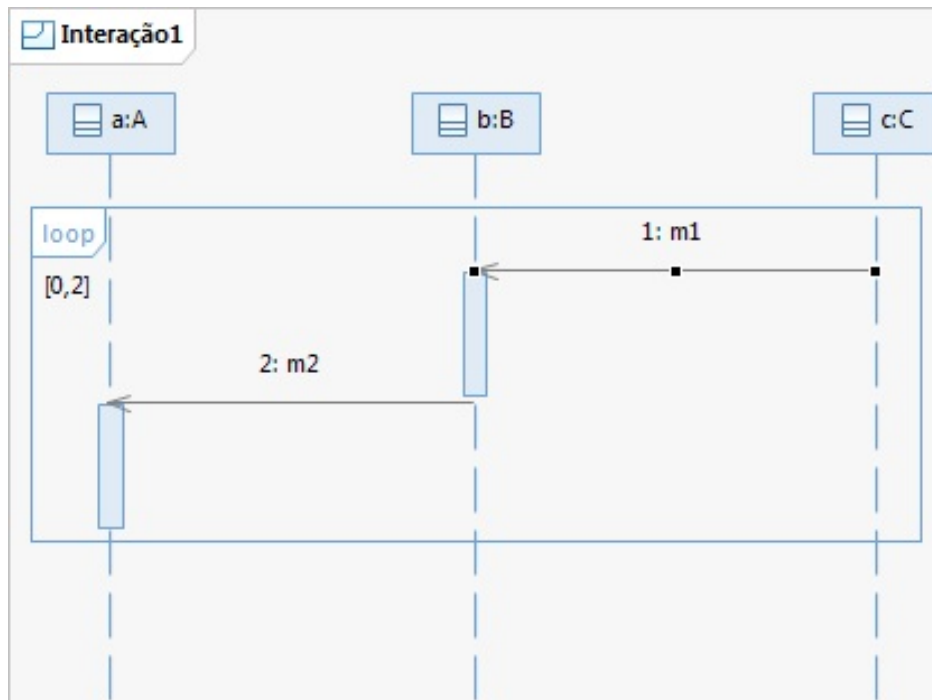 Interação1
a:A
b:B
c:C
loop
1: m1
[0,2]
2: m2